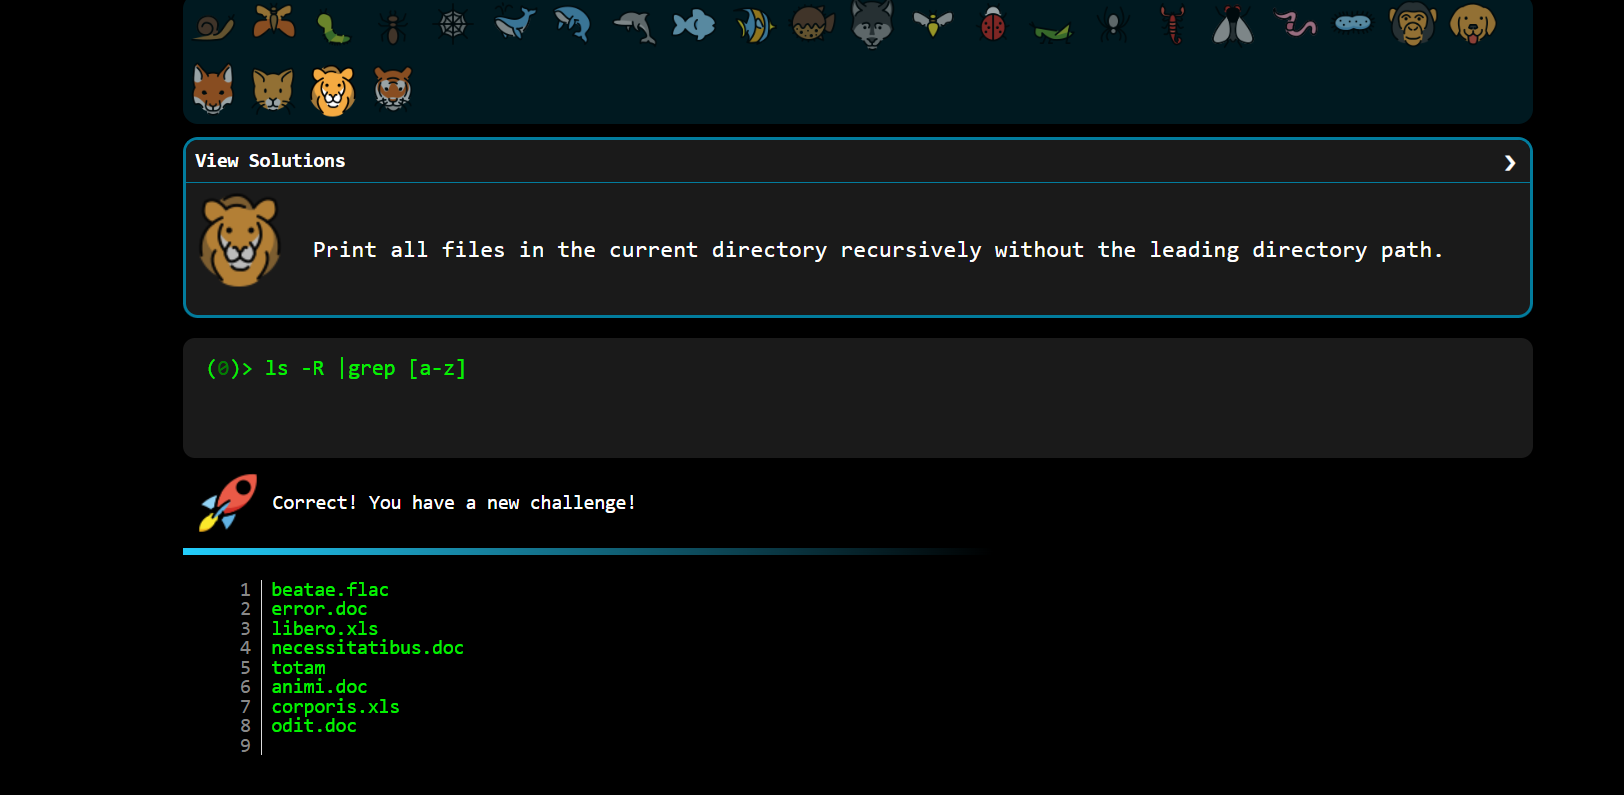 View Solutions
Print all files in the current directory recursively without the leading directory path.
(0)> ls -R |grep [a-z]
Correct! You have a new challenge!
1 beatae.flac
2 error.doc
3 libero.xls
4 necessitatibus.doc
5 totam
6 animi.doc
7 corporis.xls
8 odit.doc
9